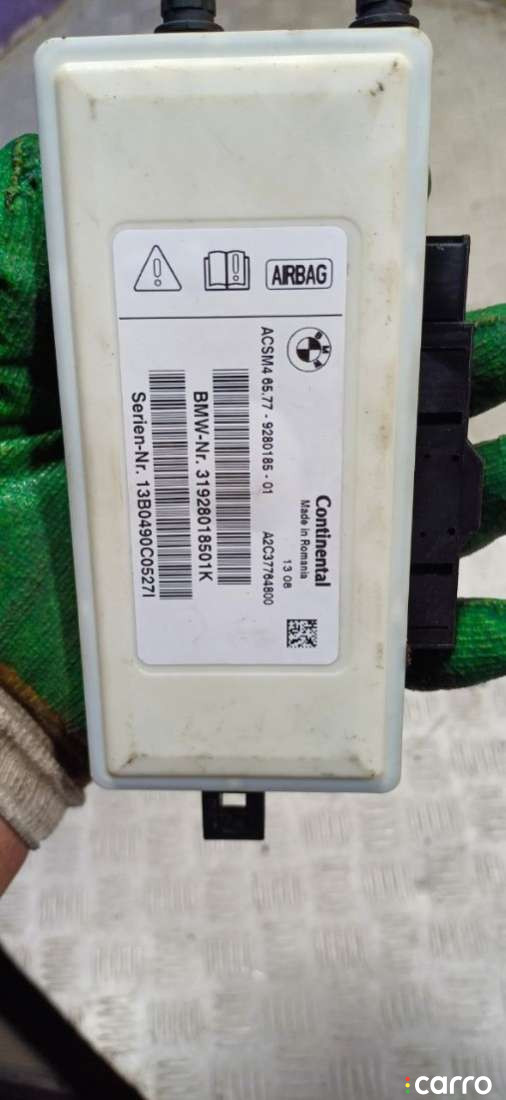 AIRBAG
ACSM4 65.77 - 9280185 - 01
Continental
Made in Romania
13 08
A2C37764800
BMW-Nr. 31928018501K
Serien-Nr. 13B0490C0527I
carro